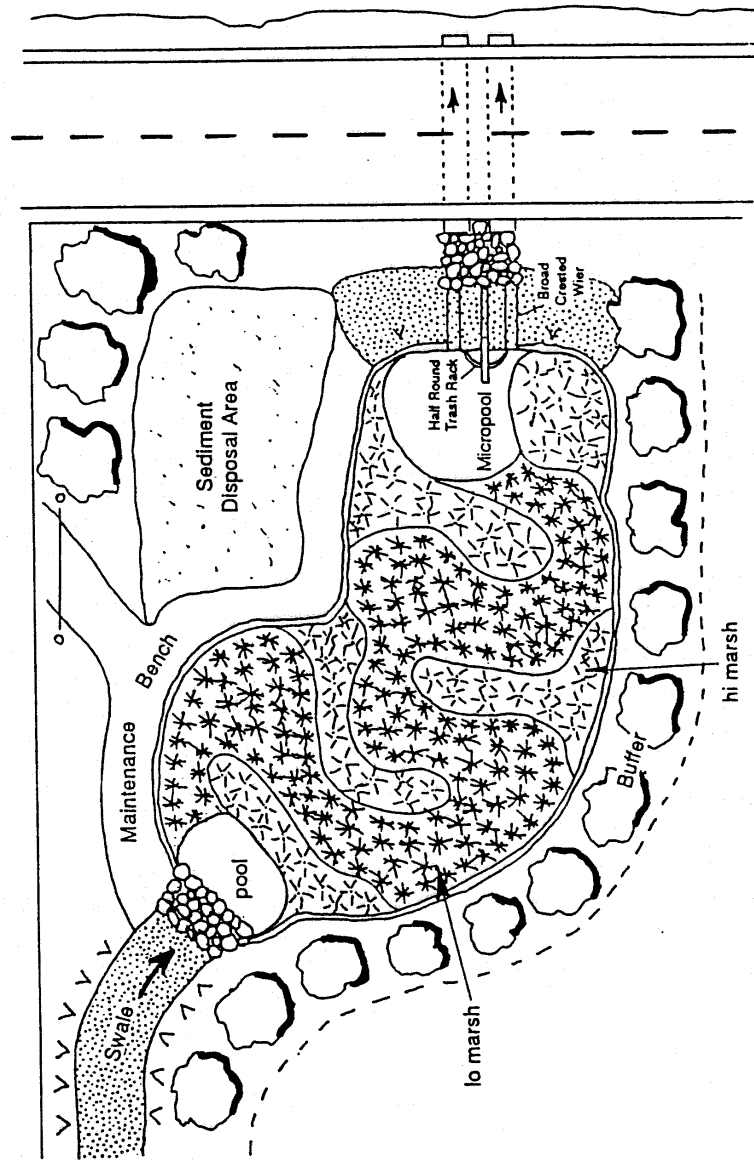 Swale
Maintenance
Bench
Sediment
Disposal Area
pool
Half Round
Trash Rack
Micropool
Broad
Crested
Wier
lo marsh
hi marsh
Buffer